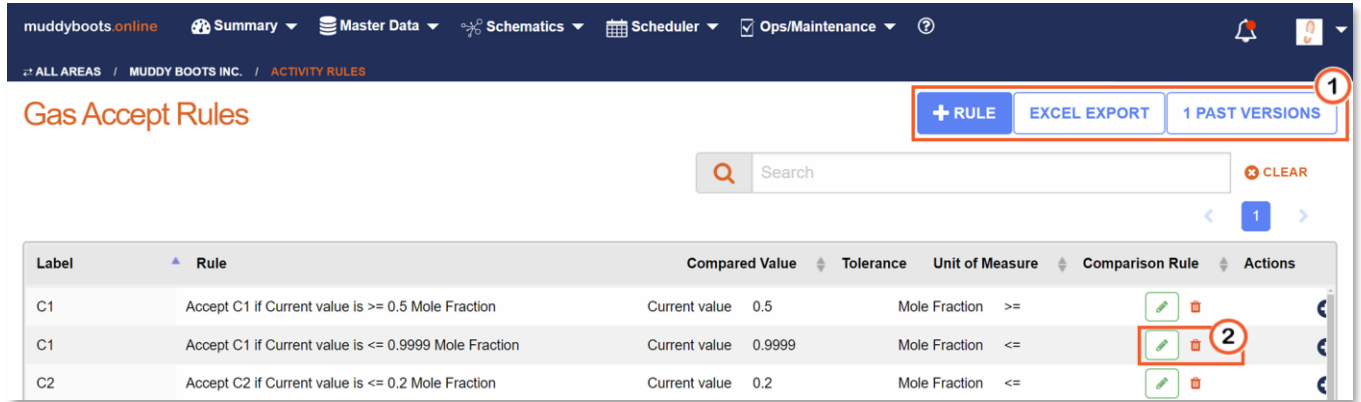 muddyboots.online Summary Master Data Schematics Scheduler Ops/Maintenance ?
ALL AREAS / MUDDY BOOTS INC. / ACTIVITY RULES
1
Gas Accept Rules + RULE EXCEL EXPORT 1 PAST VERSIONS
Search CLEAR
< 1 >
Label Rule Compared Value Tolerance Unit of Measure Comparison Rule Actions
C1 Accept C1 if Current value is >= 0.5 Mole Fraction Current value 0.5 Mole Fraction >=
C1 Accept C1 if Current value is <= 0.9999 Mole Fraction Current value 0.9999 Mole Fraction <= 2
C2 Accept C2 if Current value is <= 0.2 Mole Fraction Current value 0.2 Mole Fraction <=